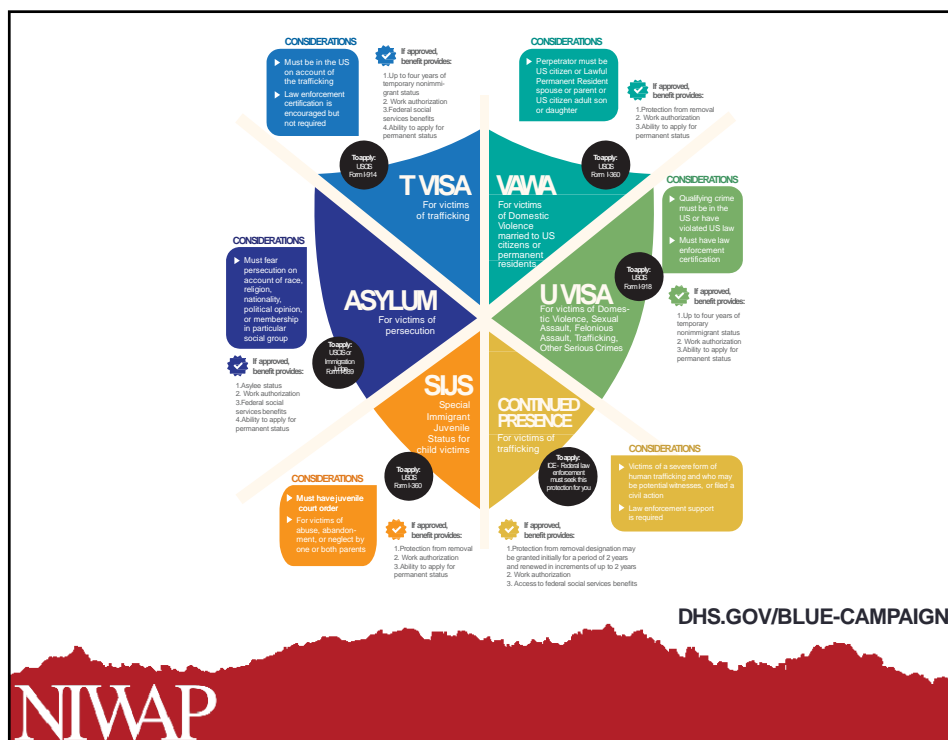 CONSIDERATIONS
▶ Must be in the US
on account of
the trafficking
▶ Law enforcement
certification is
encouraged but
not required
If approved,
benefit provides:
1.Up to four years of
temporary nonimmi-
grant status
2. Work authorization
3.Federal social
services benefits
4.Ability to apply for
permanent status
To apply:
USCIS
Form I-914
T VISA
For victims
of trafficking
CONSIDERATIONS
▶ Perpetrator must be
US citizen or Lawful
Permanent Resident
spouse or parent or
US citizen adult son
or daughter
If approved,
benefit provides:
1.Protection from removal
2. Work authorization
3.Ability to apply for
permanent status
To apply:
USCIS
Form I-360
VAWA
For victims
of Domestic
Violence
married to US
citizens or
permanent
residents
CONSIDERATIONS
▶ Qualifying crime
must be in the
US or have
violated US law
▶ Must have law
enforcement
certification
If approved,
benefit provides:
1.Up to four years of
temporary
nonimmigrant status
2. Work authorization
3.Ability to apply for
permanent status
To apply:
USCIS
Form I-918
U VISA
For victims of Domes-
tic Violence, Sexual
Assault, Felonious
Assault, Trafficking,
Other Serious Crimes
CONSIDERATIONS
▶ Must fear
persecution on
account of race,
religion,
nationality,
political opinion,
or membership
in particular
social group
If approved,
benefit provides:
1.Asylee status
2. Work authorization
3.Federal social
services benefits
4.Ability to apply for
permanent status
To apply:
USCIS or
Immigration
ASYLUM
For victims of
persecution
SIJS
Special
Immigrant
Juvenile
Status for
child victims
To apply:
USCIS
Form I-360
CONSIDERATIONS
▶ Must have juvenile
court order
▶ For victims of
abuse, abandon-
ment, or neglect by
one or both parents
If approved,
benefit provides:
1.Protection from removal
2. Work authorization
3.Ability to apply for
permanent status
CONTINUED
PRESENCE
For victims of
trafficking
To apply:
ICE - Federal law
enforcement
must seek this
protection for you
CONSIDERATIONS
▶ Victims of a severe form of
human trafficking and who may
be potential witnesses, or filed a
civil action
▶ Law enforcement support
is required
If approved,
benefit provides:
1.Protection from removal designation may
be granted initially for a period of 2 years
and renewed in increments of up to 2 years
2. Work authorization
3. Access to federal social services benefits
DHS.GOV/BLUE-CAMPAIGN
NIWAP